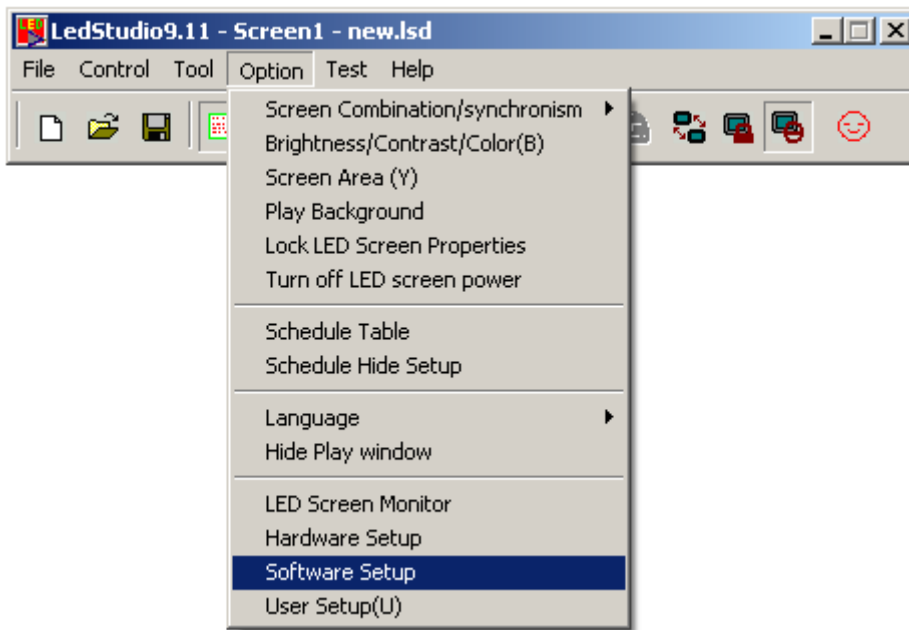 LedStudio9.11 - Screen1 - new.lsd
File Control Tool Option Test Help
Screen Combination/synchronism
Brightness/Contrast/Color(B)
Screen Area (Y)
Play Background
Lock LED Screen Properties
Turn off LED screen power
Schedule Table
Schedule Hide Setup
Language
Hide Play window
LED Screen Monitor
Hardware Setup
Software Setup
User Setup(U)